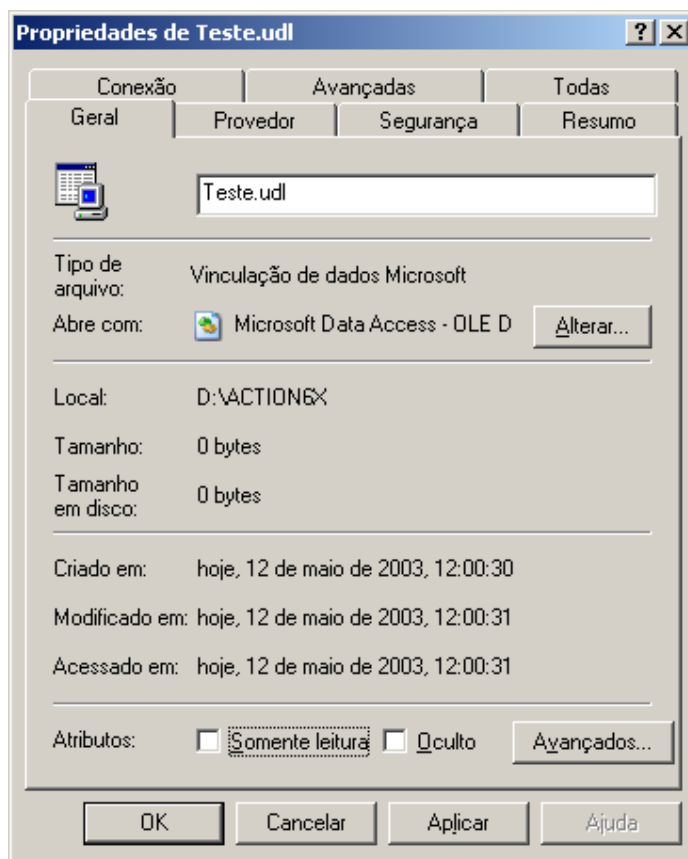 Propriedades de Teste.udl
Conexão Avançadas Todas
Geral Provedor Segurança Resumo
Teste.udl
Tipo de
arquivo: Vinculação de dados Microsoft
Abre com: Microsoft Data Access - OLE D Alterar...
Local: D:\ACTION6X
Tamanho: 0 bytes
Tamanho
em disco: 0 bytes
Criado em: hoje, 12 de maio de 2003, 12:00:30
Modificado em: hoje, 12 de maio de 2003, 12:00:31
Acessado em: hoje, 12 de maio de 2003, 12:00:31
Atributos: Somente leitura Oculto Avançados...
OK Cancelar Aplicar Ajuda